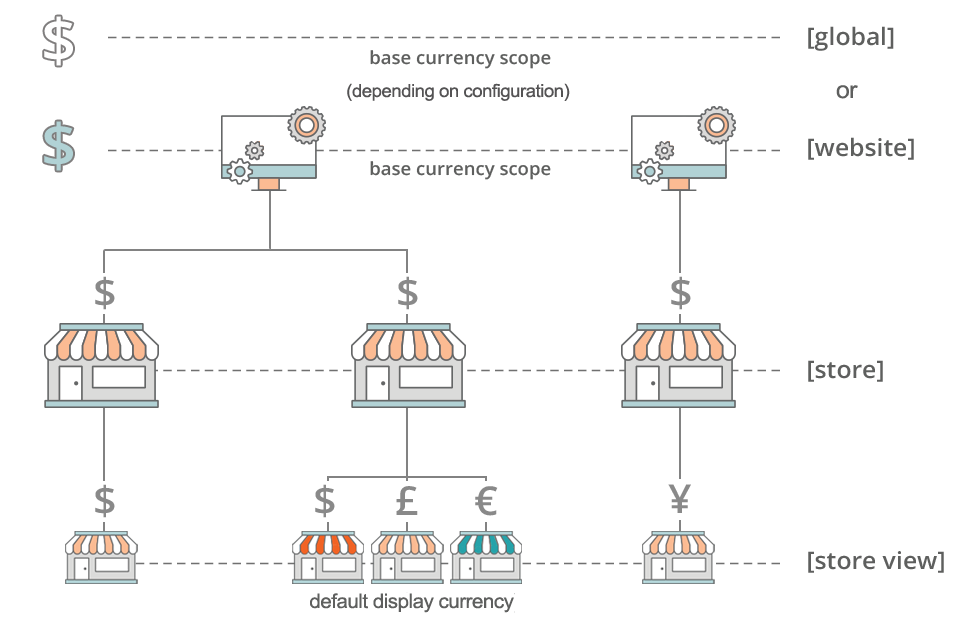 $ [global]
base currency scope
(depending on configuration) or
$ [website]
base currency scope
$ $ $
[store]
$ $ £ € ¥
[store view]
default display currency